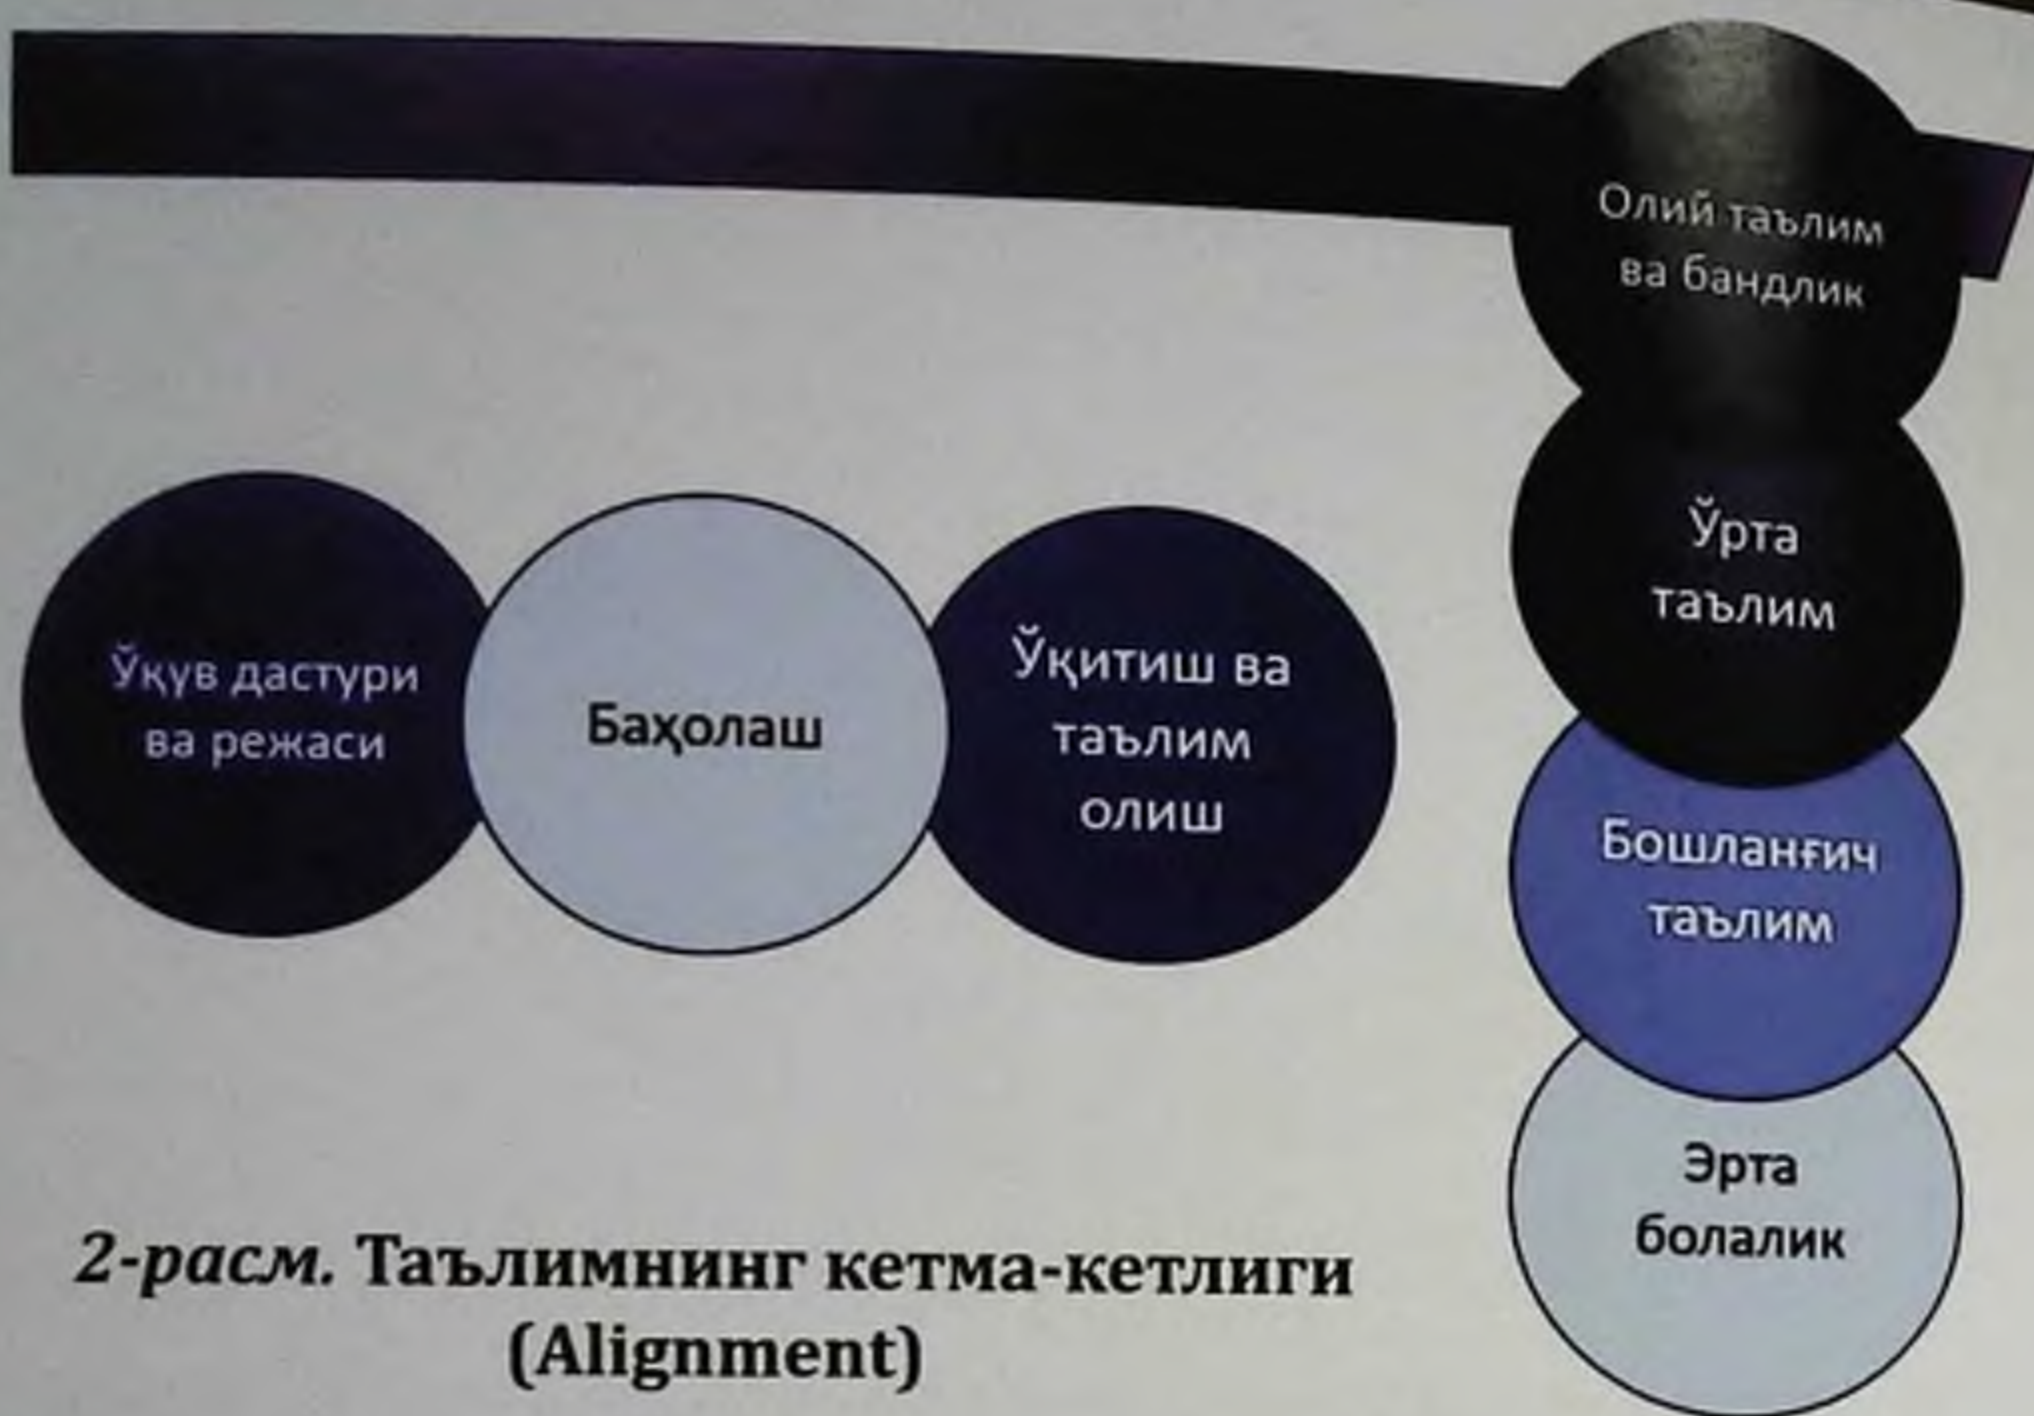 Олий таълим
ва бандлик
Ўрта
таълим
Ўқув дастури
ва режаси
Баҳолаш
Ўқитиш ва
таълим
олиш
Бошланғич
таълим
Эрта
болалик
2-расм. Таълимнинг кетма-кетлиги
(Alignment)